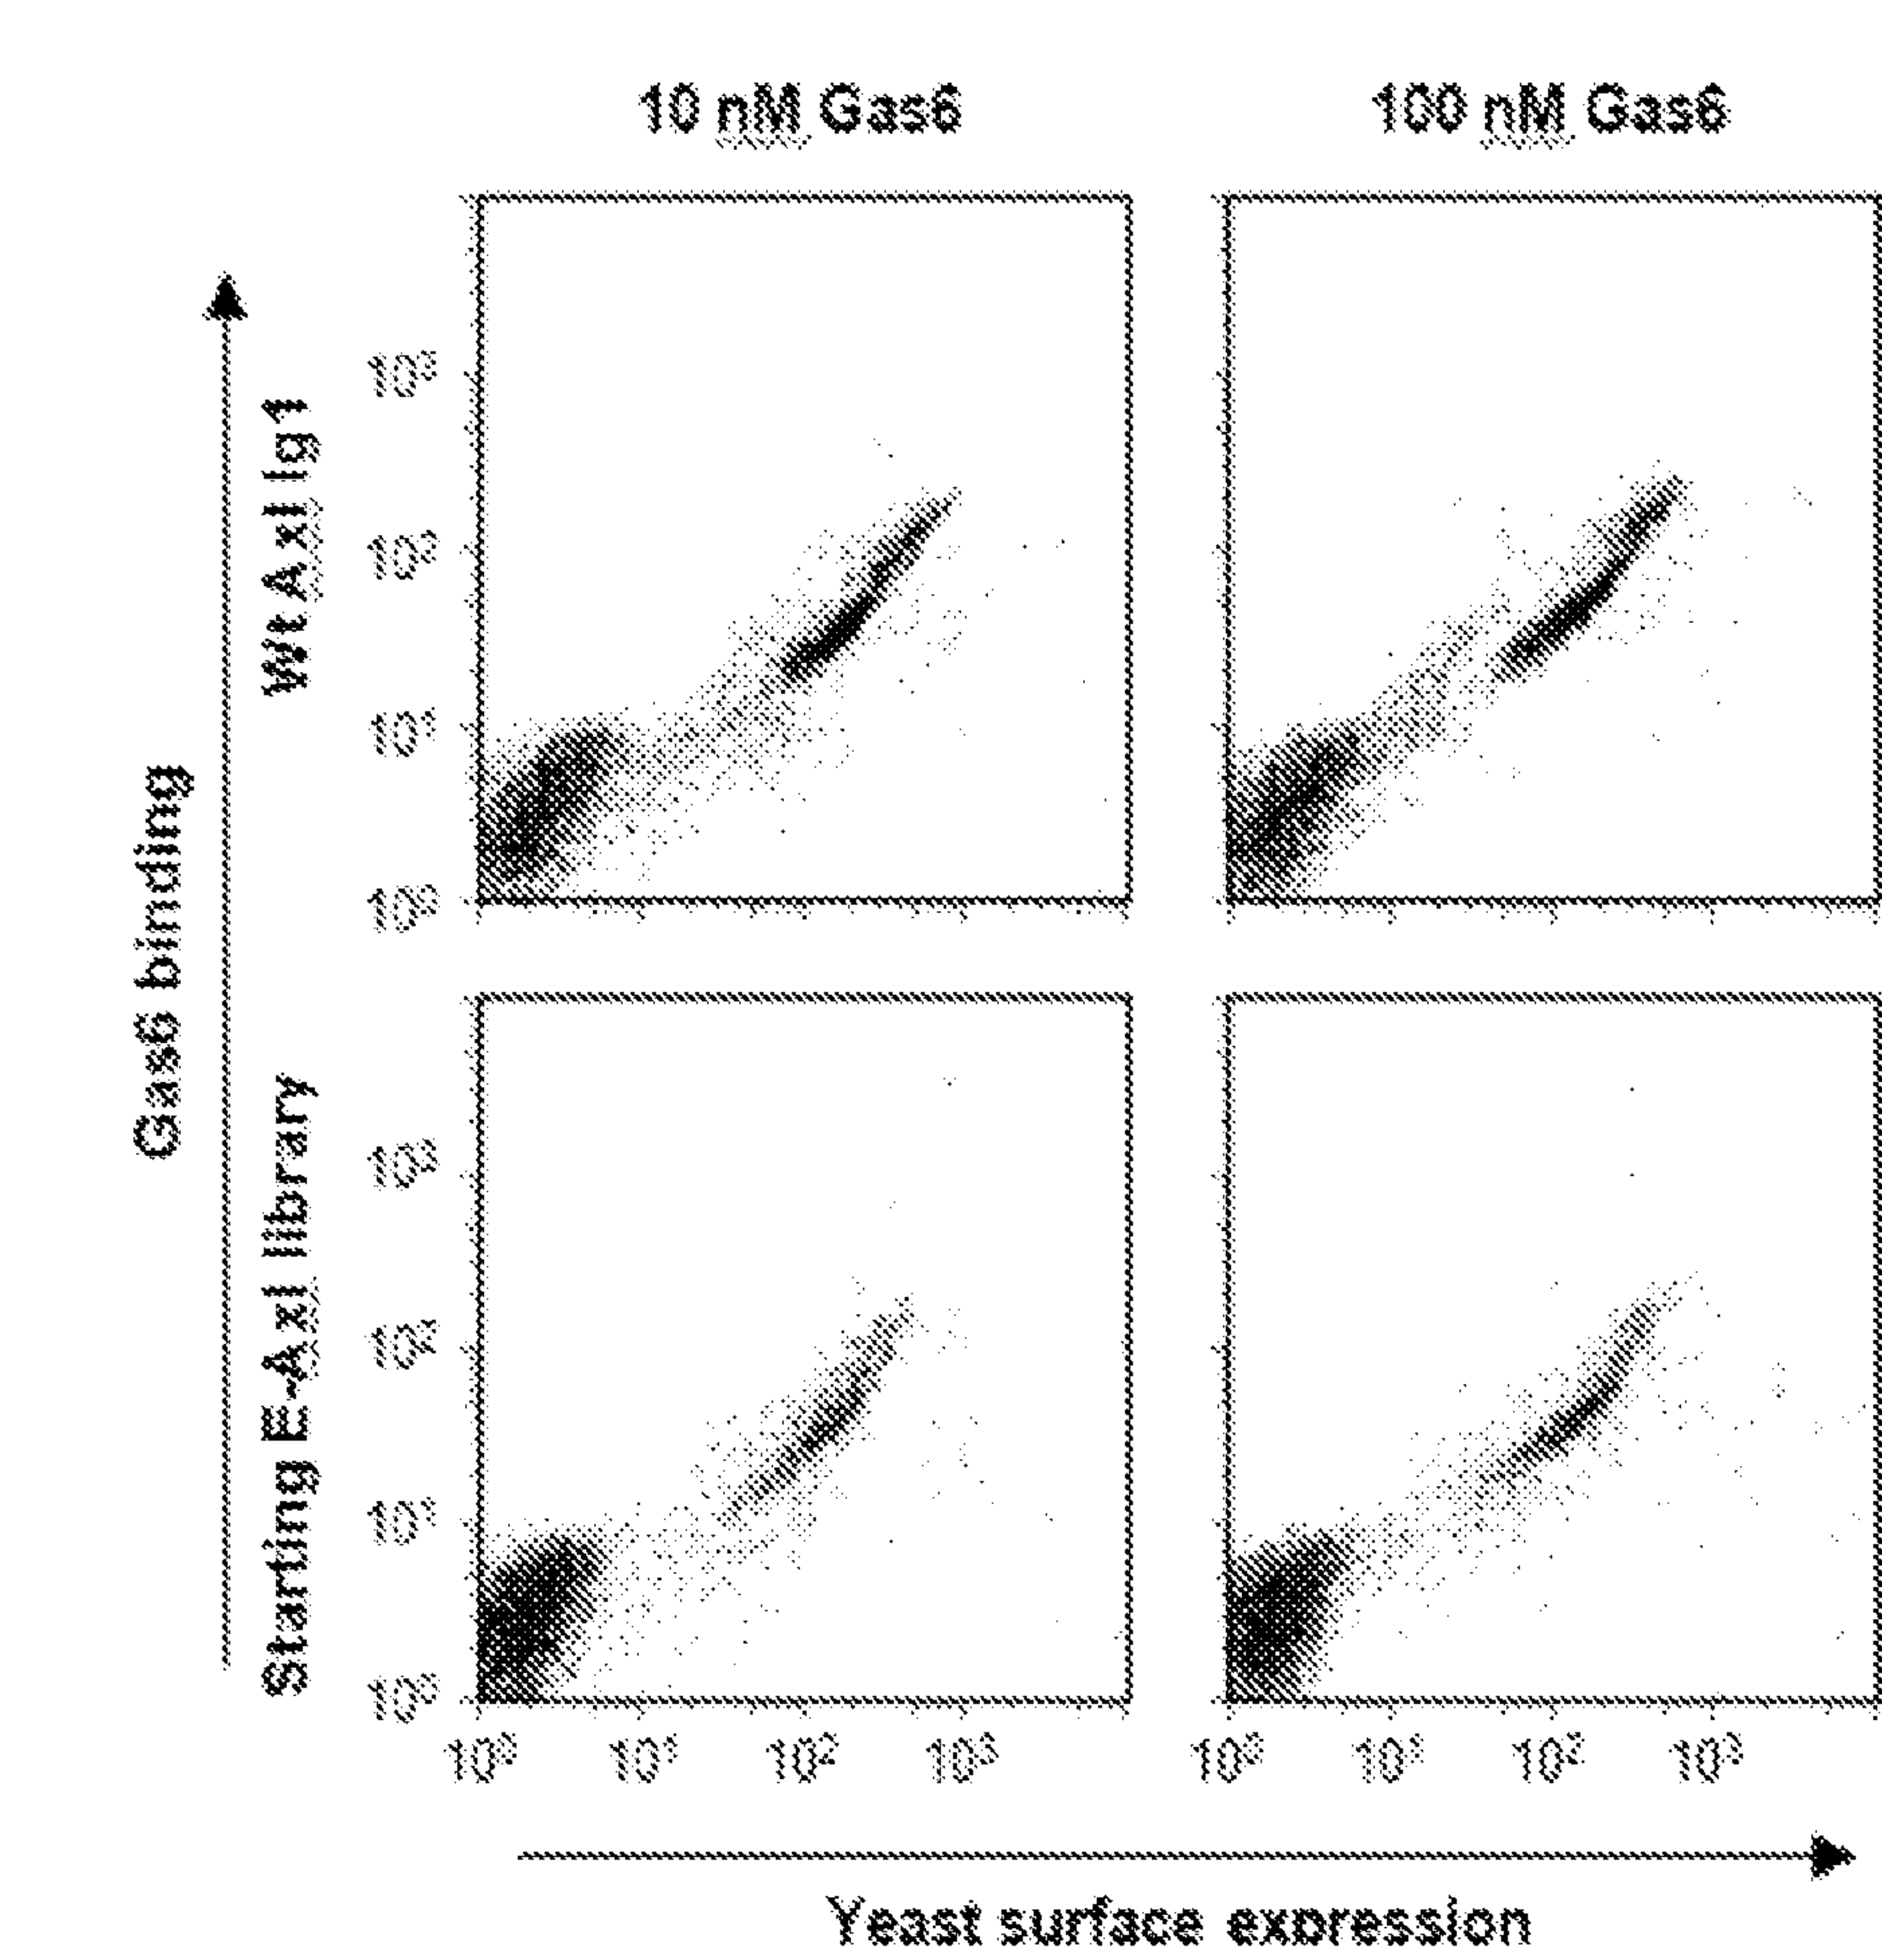 10 nM Gas6
100 nM Gas6
Gas6 binding
Wt Axl Ig1
10³
10²
10¹
10⁰
Starting E-Axl library
10³
10²
10¹
10⁰
10⁰ 10¹ 10² 10³
10⁰ 10¹ 10² 10³
Yeast surface expression